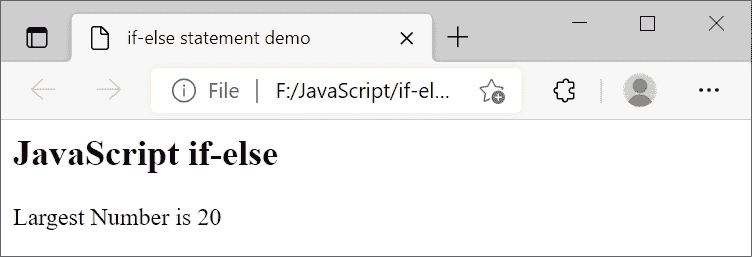 if-else statement demo
File | F:/JavaScript/if-el...
JavaScript if-else
Largest Number is 20